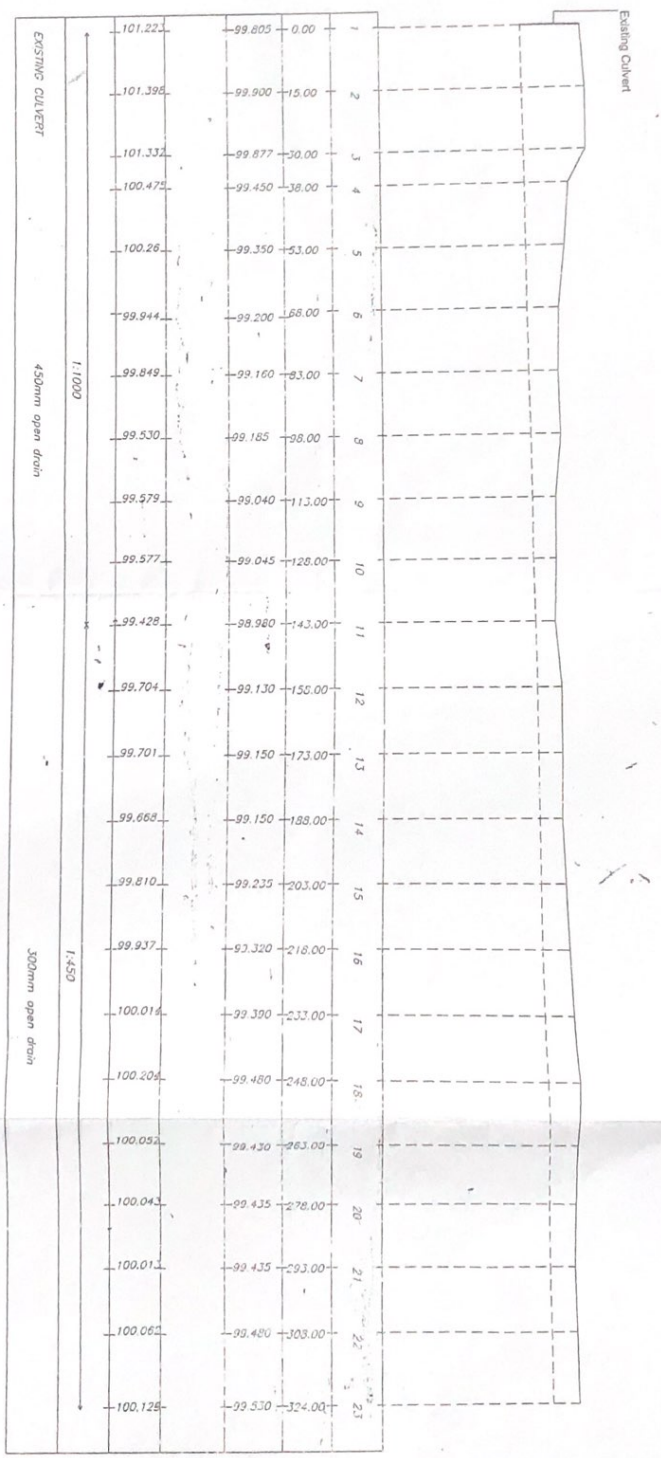 Existing Culvert
1 0.00 99.805 101.223
2 15.00 99.900 101.398
3 30.00 99.877 101.332
4 38.00 99.450 100.475
5 53.00 99.350 100.26
6 68.00 99.200 99.944
7 83.00 99.160 99.849
8 98.00 99.185 99.530
9 113.00 99.040 99.579
10 128.00 99.045 99.577
11 143.00 98.980 99.428
12 158.00 99.130 99.704
13 173.00 99.150 99.701
14 188.00 99.150 99.668
15 203.00 99.235 99.810
16 218.00 93.320 99.937
17 233.00 99.390 100.014
18 248.00 99.480 100.204
19 263.00 99.430 100.052
20 278.00 99.435 100.043
21 293.00 99.435 100.013
22 308.00 99.480 100.062
23 324.00 99.530 100.125
1:1000
1:450
EXISTING CULVERT
450mm open drain
300mm open drain